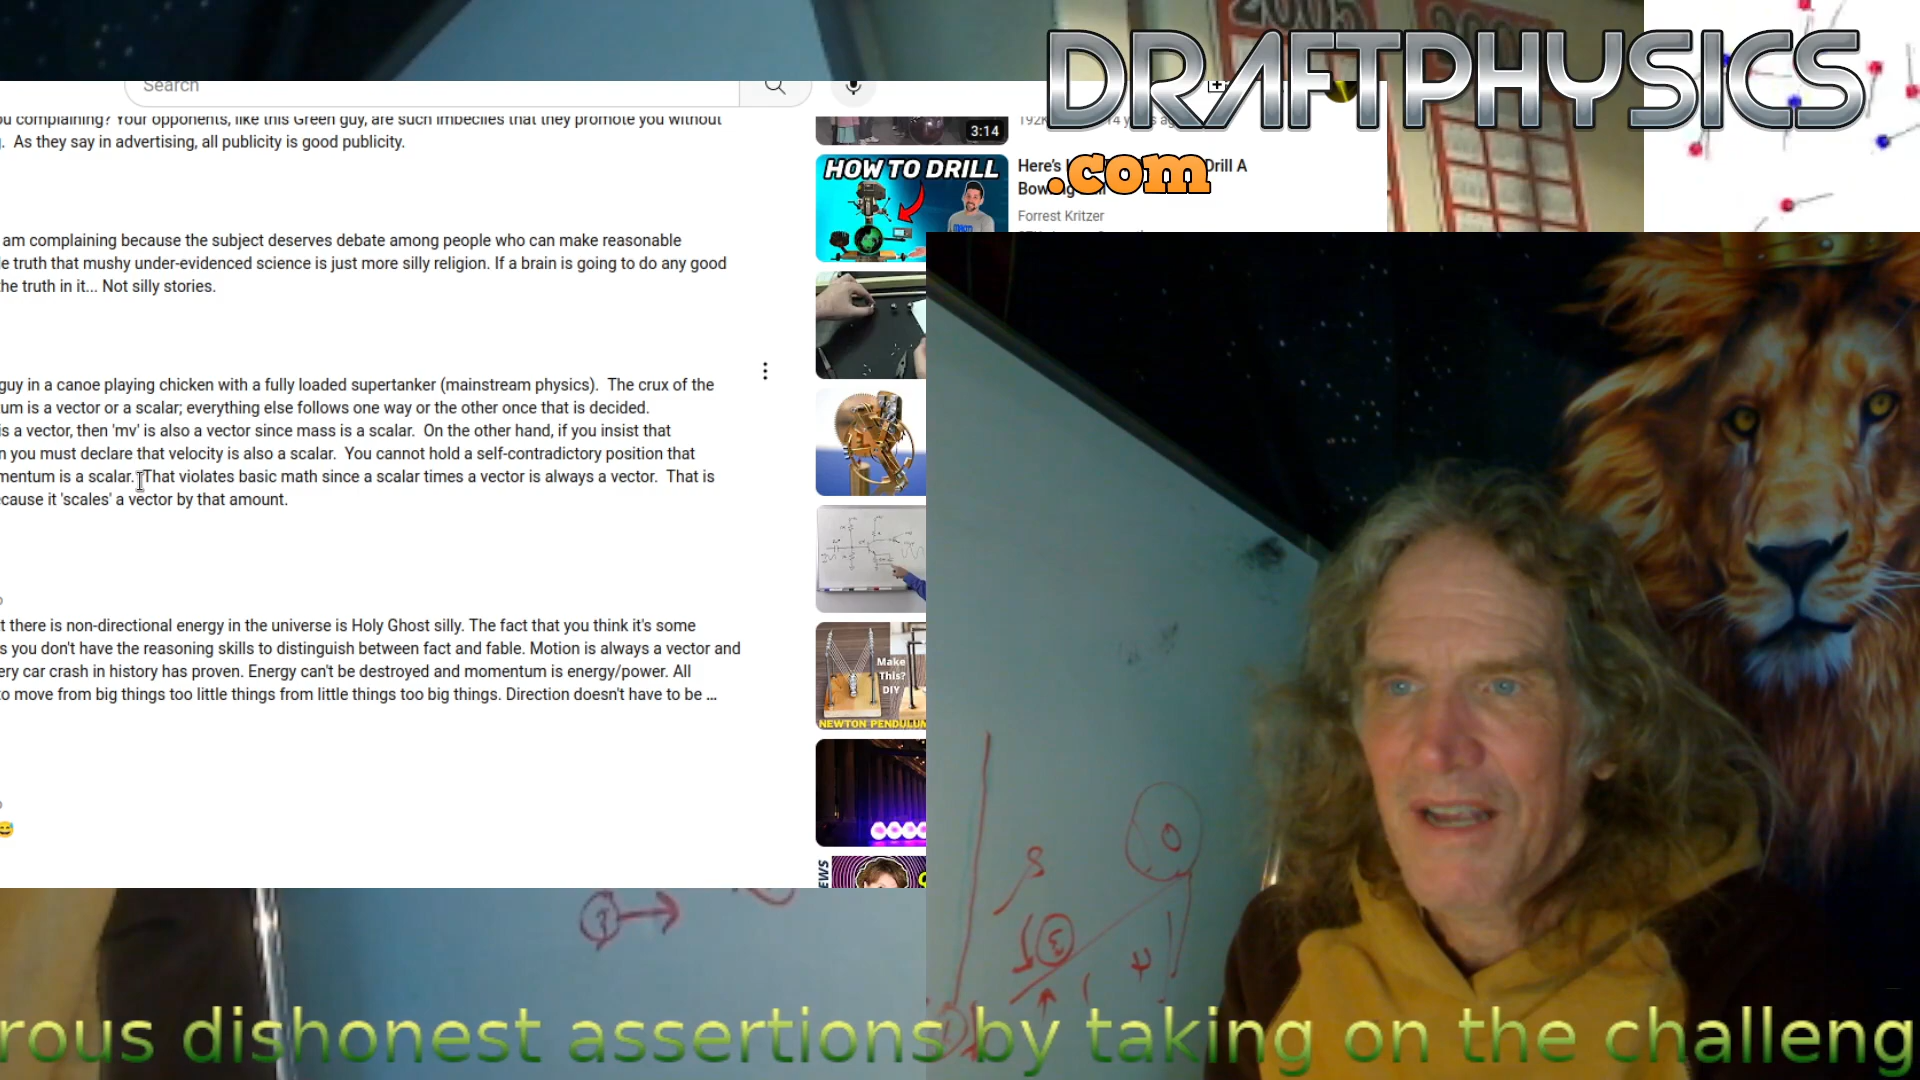 2005
DRAFTPHYSICS
.com
Search
ou complaining? Your opponents, like this Green guy, are such imbeciles that they promote you without
. As they say in advertising, all publicity is good publicity.
am complaining because the subject deserves debate among people who can make reasonable
le truth that mushy under-evidenced science is just more silly religion. If a brain is going to do any good
the truth in it... Not silly stories.
guy in a canoe playing chicken with a fully loaded supertanker (mainstream physics). The crux of the
um is a vector or a scalar; everything else follows one way or the other once that is decided.
is a vector, then 'mv' is also a vector since mass is a scalar. On the other hand, if you insist that
n you must declare that velocity is also a scalar. You cannot hold a self-contradictory position that
mentum is a scalar. That violates basic math since a scalar times a vector is always a vector. That is
ecause it 'scales' a vector by that amount.
t there is non-directional energy in the universe is Holy Ghost silly. The fact that you think it's some
s you don't have the reasoning skills to distinguish between fact and fable. Motion is always a vector and
ery car crash in history has proven. Energy can't be destroyed and momentum is energy/power. All
to move from big things too little things from little things too big things. Direction doesn't have to be ...
3:14
192K
14 y
HOW TO DRILL
Here's
Drill A
Forrest Kritzer
Make
This?
DIY
NEWTON PENDULUM
EWS
3
rous dishonest assertions by taking on the challeng